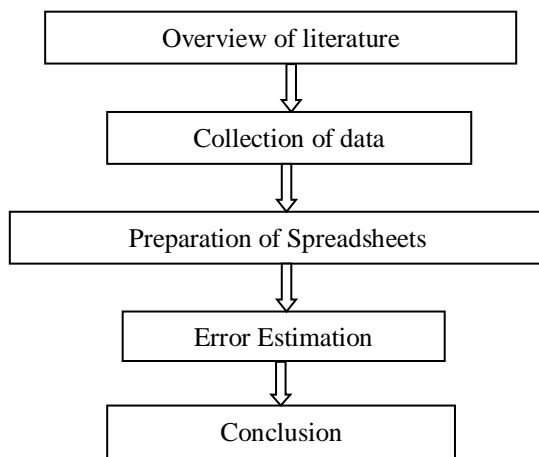 Overview of literature
Collection of data
Preparation of Spreadsheets
Error Estimation
Conclusion